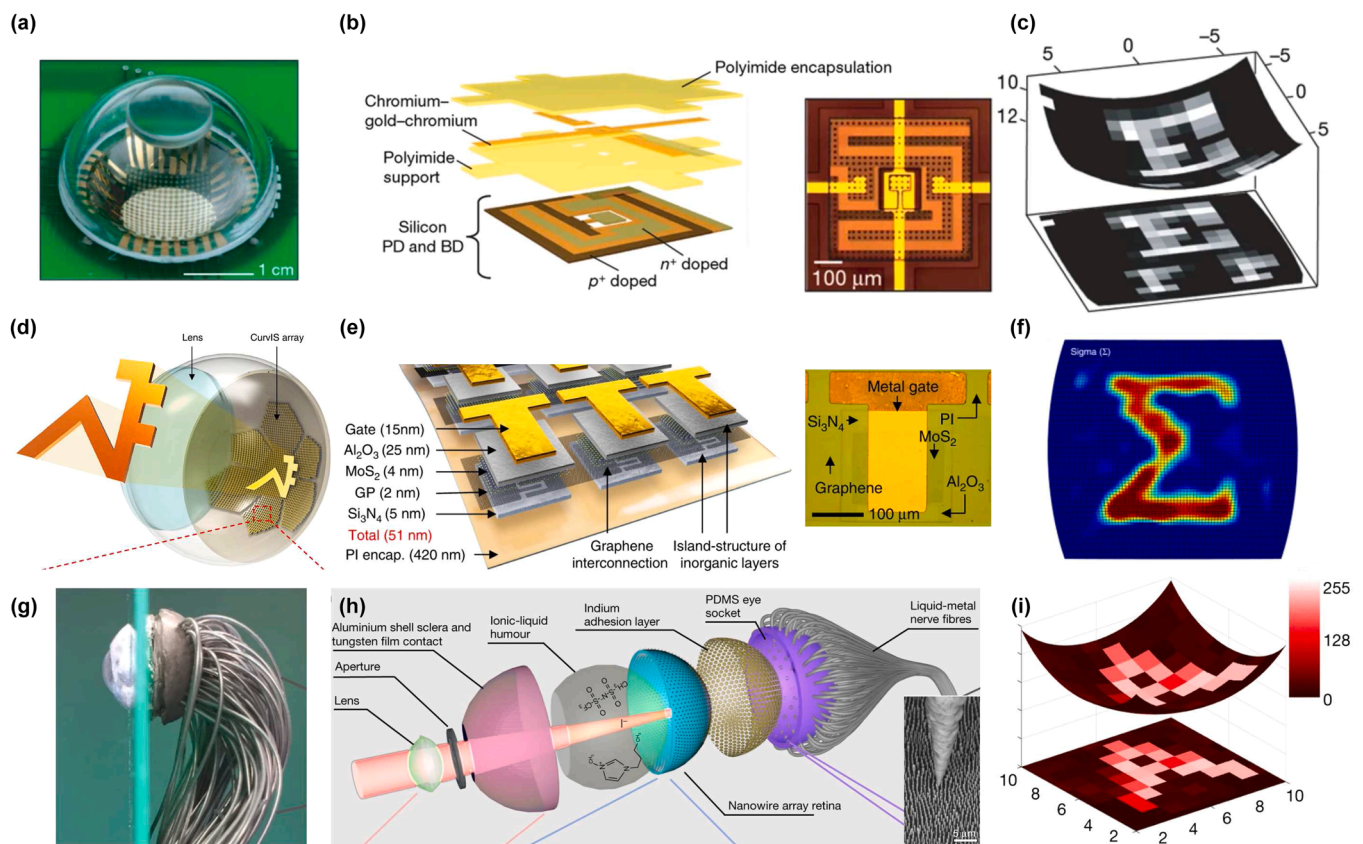 (a)
1 cm
(b)
Polyimide encapsulation
Chromium–
gold–chromium
Polyimide
support
Silicon
PD and BD
n+ doped
p+ doped
100 μm
(c)
5
0
−5
10
12
−5
0
5
(d)
Lens
CurvIS array
(e)
Gate (15nm)
Al2O3 (25 nm)
MoS2 (4 nm)
GP (2 nm)
Si3N4 (5 nm)
Total (51 nm)
PI encap. (420 nm)
Graphene
interconnection
Island-structure of
inorganic layers
Metal gate
Si3N4
PI
MoS2
Graphene
Al2O3
100 μm
(f)
Sigma (Σ)
Σ
(g)
(h)
Aluminium shell sclera and
tungsten film contact
Aperture
Lens
Ionic-liquid
humour
Indium
adhesion layer
PDMS eye
socket
Liquid-metal
nerve fibres
I−
Nanowire array retina
5 μm
(i)
255
128
0
10
8
6
4
2
2
4
6
8
10